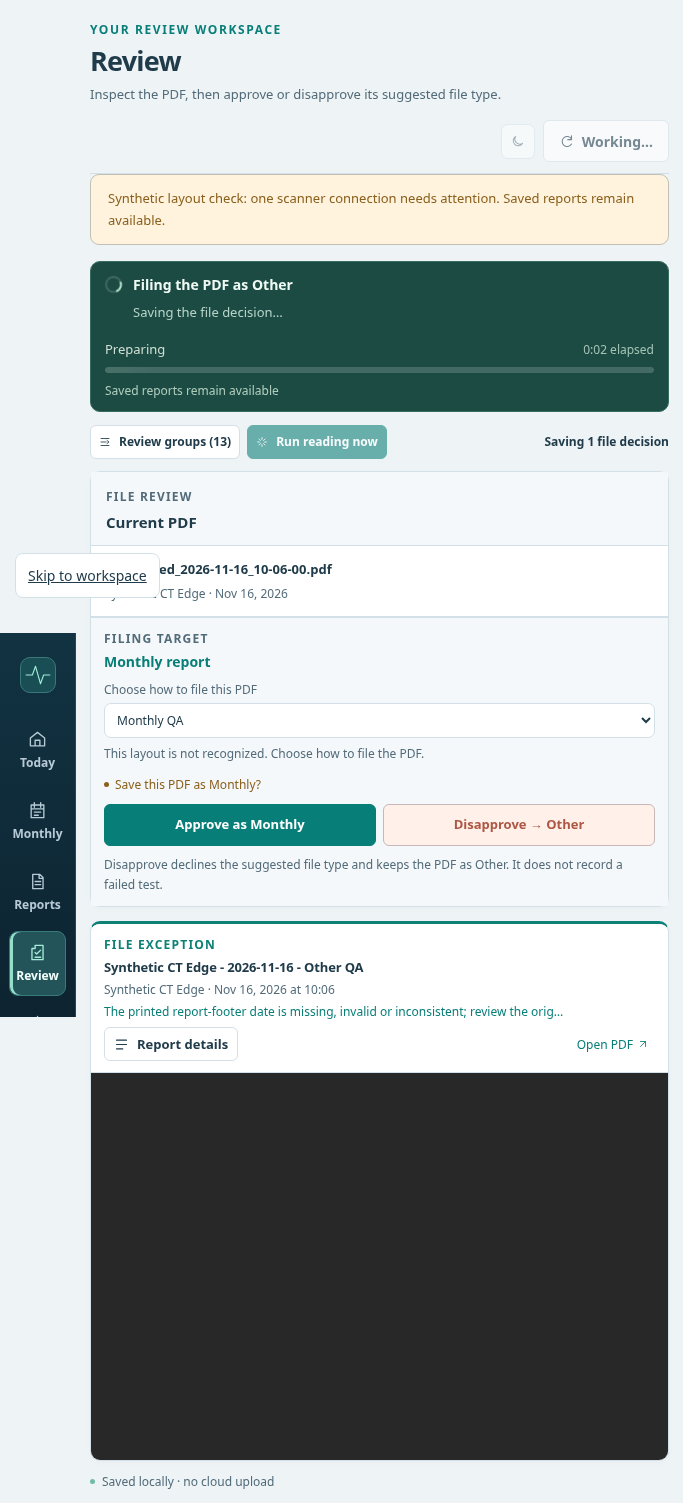 YOUR REVIEW WORKSPACE
Review
Inspect the PDF, then approve or disapprove its suggested file type.
Working...
Synthetic layout check: one scanner connection needs attention. Saved reports remain
available.
Filing the PDF as Other
Saving the file decision...
Preparing
0:02 elapsed
Saved reports remain available
Review groups (13)
Run reading now
Saving 1 file decision
FILE REVIEW
Current PDF
ed_2026-11-16_10-06-00.pdf
CT Edge · Nov 16, 2026
Skip to workspace
FILING TARGET
Monthly report
Choose how to file this PDF
Monthly QA
This layout is not recognized. Choose how to file the PDF.
Save this PDF as Monthly?
Approve as Monthly
Disapprove → Other
Disapprove declines the suggested file type and keeps the PDF as Other. It does not record a
failed test.
Today
Monthly
Reports
Review
FILE EXCEPTION
Synthetic CT Edge - 2026-11-16 - Other QA
Synthetic CT Edge · Nov 16, 2026 at 10:06
The printed report-footer date is missing, invalid or inconsistent; review the orig...
Report details
Open PDF
Saved locally · no cloud upload